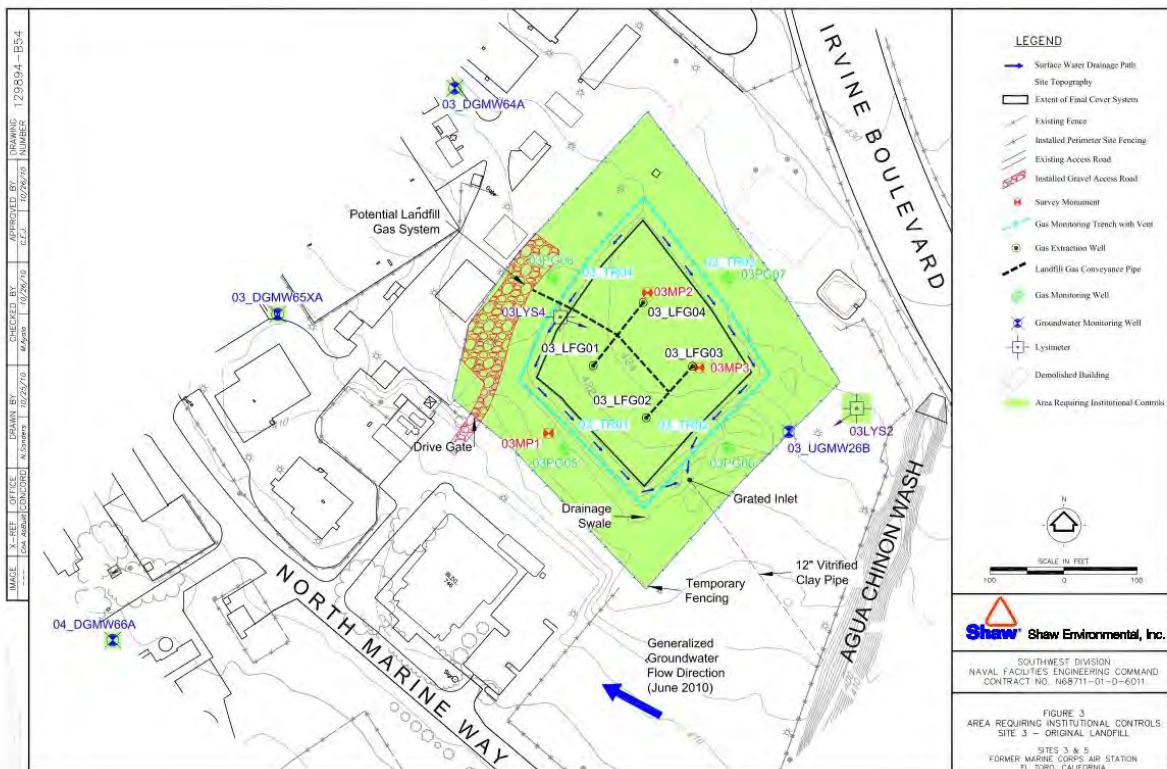 DRAWING NUMBER 129894-B54
APPROVED BY C.E.J. 10/26/10
CHECKED BY M.Ayala 10/26/10
DRAWN BY A.Sanders 10/25/10
OFFICE CONCORD
X-REF
IMAGE ----
IRVINE BOULEVARD
03_DGMW64A
Potential Landfill
Gas System
03_DGMW65XA
03PG07
03_TR04
03_TR03
03LYS4
03MP2
03_LFG04
03_LFG01
03_LFG03
03MP3
03_LFG02
03_TR01
03_TR02
03LYS2
03MP1
03PG05
03_UGMW26B
Drive Gate
Grated Inlet
Drainage
Swale
12" Vitrified
Clay Pipe
Temporary
Fencing
AGUA CHINON WASH
04_DGMW66A
NORTH MARINE WAY
Generalized
Groundwater
Flow Direction
(June 2010)
LEGEND
Surface Water Drainage Path
Site Topography
Extent of Final Cover System
Existing Fence
Installed Perimeter Site Fencing
Existing Access Road
Installed Gravel Access Road
Survey Monument
Gas Monitoring Trench with Vent
Gas Extraction Well
Landfill Gas Conveyance Pipe
Gas Monitoring Well
Groundwater Monitoring Well
Lysimeter
Demolished Building
Area Requiring Institutional Controls
N
SCALE IN FEET
100 0 100
Shaw Shaw Environmental, Inc.
SOUTHWEST DIVISION
NAVAL FACILITIES ENGINEERING COMMAND
CONTRACT NO. N68711-01-D-6011
FIGURE 3
AREA REQUIRING INSTITUTIONAL CONTROLS
SITE 3 - ORIGINAL LANDFILL
SITES 3 & 5
FORMER MARINE CORPS AIR STATION
EL TORO, CALIFORNIA